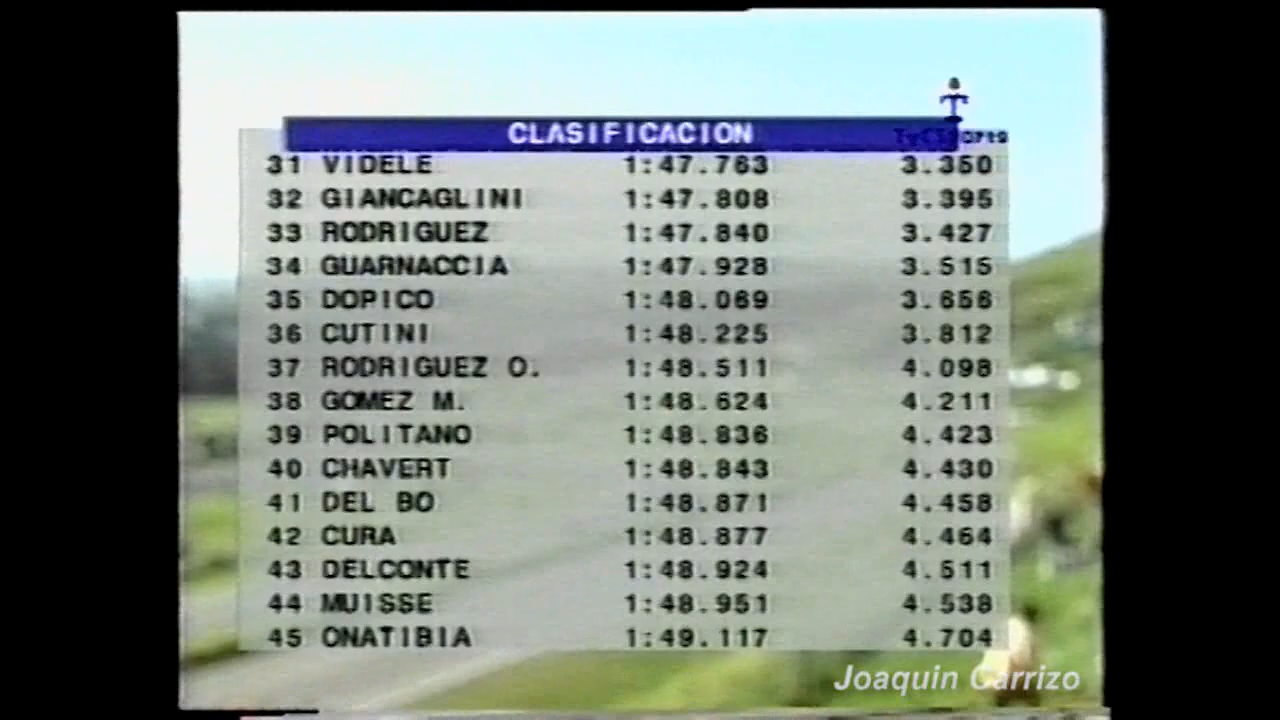 CLASIFICACION
TyCSports
31 VIDELE 1:47.763 3.350
32 GIANCAGLINI 1:47.808 3.395
33 RODRIGUEZ 1:47.840 3.427
34 GUARNACCIA 1:47.928 3.515
35 DOPICO 1:48.069 3.656
36 CUTINI 1:48.225 3.812
37 RODRIGUEZ O. 1:48.511 4.098
38 GOMEZ M. 1:48.624 4.211
39 POLITANO 1:48.836 4.423
40 CHAVERT 1:48.843 4.430
41 DEL BO 1:48.871 4.458
42 CURA 1:48.877 4.464
43 DELCONTE 1:48.924 4.511
44 MUISSE 1:48.951 4.538
45 ONATIBIA 1:49.117 4.704
Joaquin Carrizo